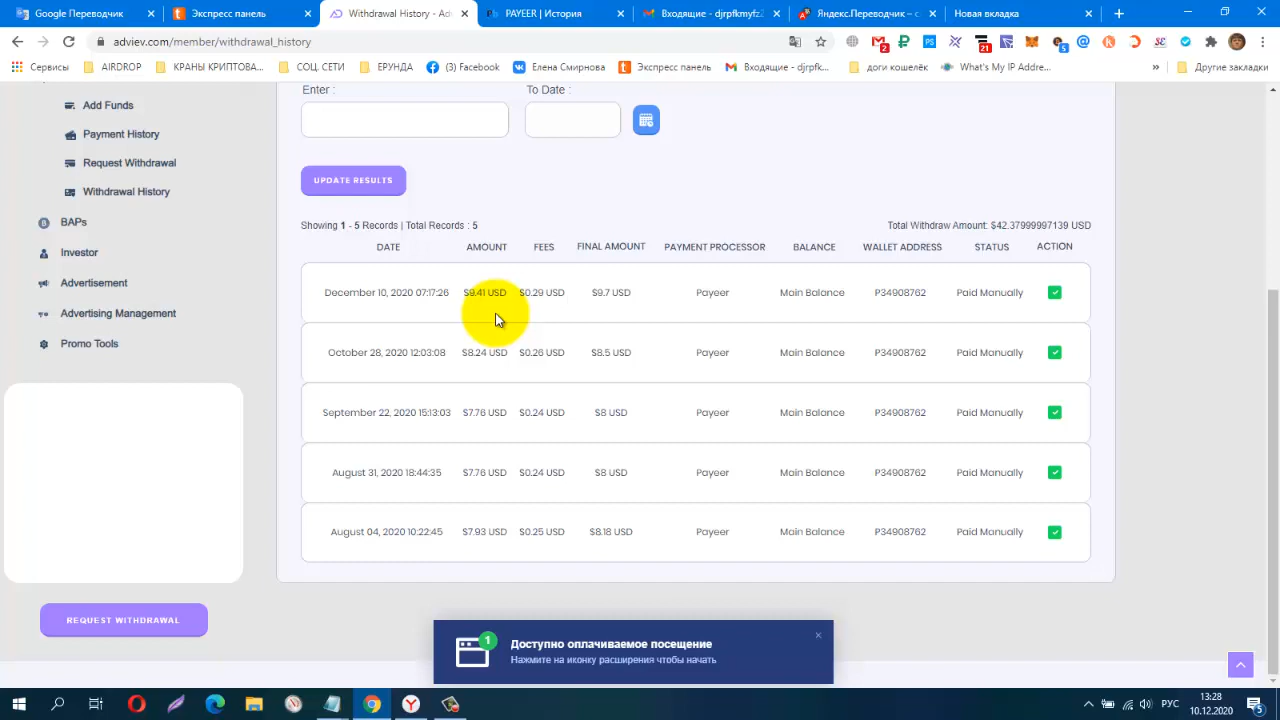 Google Переводчик
Экспресс панель
Withdrawal History - Ad
PAYEER | История
Входящие - djrpfkmyfz
Яндекс.Переводчик – с
Новая вкладка
adviev.com/member/withdrawal_history
2
21
5
Сервисы
AIRDROP
КРАНЫ КРИПТОВА...
СОЦ. СЕТИ
ЕРУНДА
(3) Facebook
Елена Смирнова
Экспресс панель
Входящие - djrpfk...
доги кошелёк
What's My IP Addre...
»
Другие закладки
Add Funds
Payment History
Request Withdrawal
Withdrawal History
BAPs
Investor
Advertisement
Advertising Management
Promo Tools
REQUEST WITHDRAWAL
Enter :
To Date :
UPDATE RESULTS
Showing 1 - 5 Records | Total Records : 5
Total Withdraw Amount: $42.37999997139 USD
DATE AMOUNT FEES FINAL AMOUNT PAYMENT PROCESSOR BALANCE WALLET ADDRESS STATUS ACTION
December 10, 2020 07:17:26 $9.41 USD $0.29 USD $9.7 USD Payeer Main Balance P34908762 Paid Manually
October 28, 2020 12:03:08 $8.24 USD $0.26 USD $8.5 USD Payeer Main Balance P34908762 Paid Manually
September 22, 2020 15:13:03 $7.76 USD $0.24 USD $8 USD Payeer Main Balance P34908762 Paid Manually
August 31, 2020 18:44:35 $7.76 USD $0.24 USD $8 USD Payeer Main Balance P34908762 Paid Manually
August 04, 2020 10:22:45 $7.93 USD $0.25 USD $8.18 USD Payeer Main Balance P34908762 Paid Manually
1
Доступно оплачиваемое посещение
Нажмите на иконку расширения чтобы начать
РУС
13:28
10.12.2020